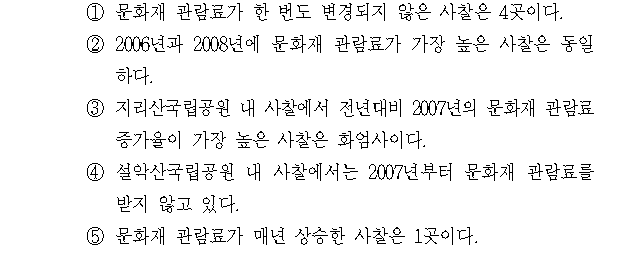 ① 문화재 관람료가 한 번도 변경되지 않은 사찰은 4곳이다.
② 2006년과 2008년에 문화재 관람료가 가장 높은 사찰은 동일
하다.
③ 지리산국립공원 내 사찰에서 전년대비 2007년의 문화재 관람료
증가율이 가장 높은 사찰은 화엄사이다.
④ 설악산국립공원 내 사찰에서는 2007년부터 문화재 관람료를
받지 않고 있다.
⑤ 문화재 관람료가 매년 상승한 사찰은 1곳이다.